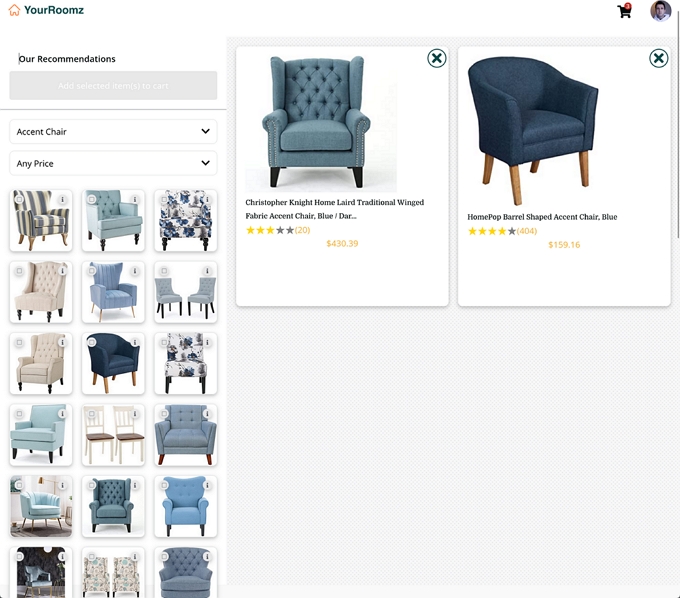 YourRoomz
Our Recommendations
Add selected item(s) to cart
Accent Chair
Any Price
Christopher Knight Home Laird Traditional Winged
Fabric Accent Chair, Blue / Dar...
(20)
$430.39
HomePop Barrel Shaped Accent Chair, Blue
(404)
$159.16